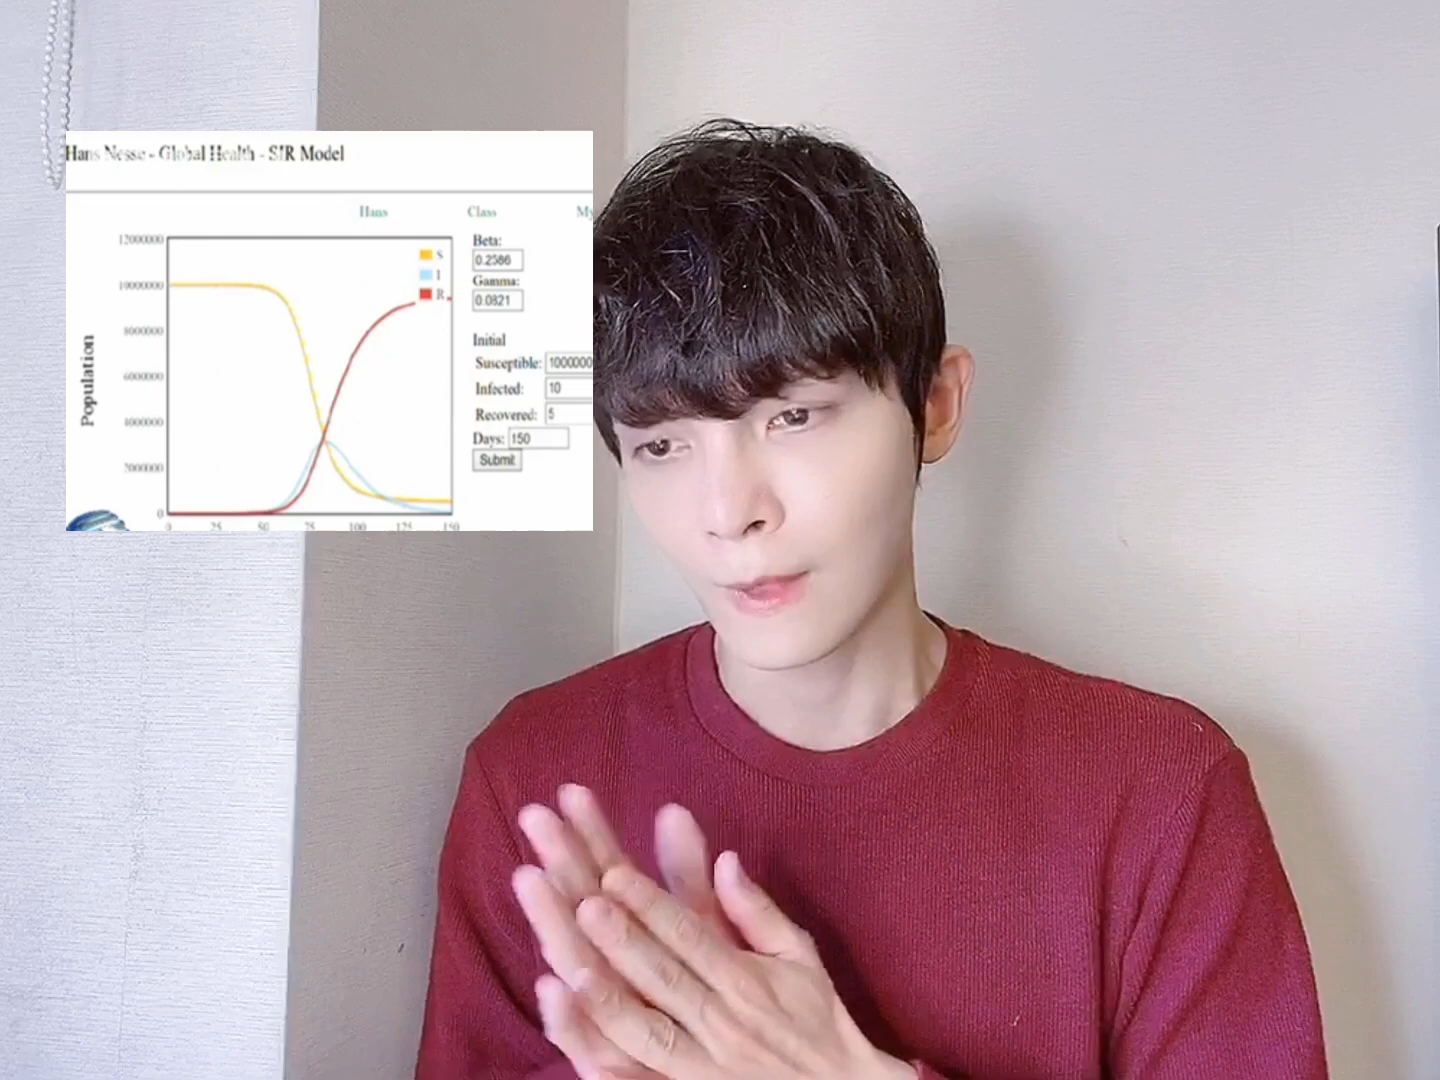 Hans Nesse - Global Health - SIR Model
Hans Class My
Beta:
0.2586
Gamma:
0.0821
Initial
Susceptible: 1000000
Infected: 10
Recovered: 5
Days: 150
Submit
S
I
R
Population
12000000
10000000
8000000
6000000
4000000
2000000
0
0 25 50 75 100 125 150